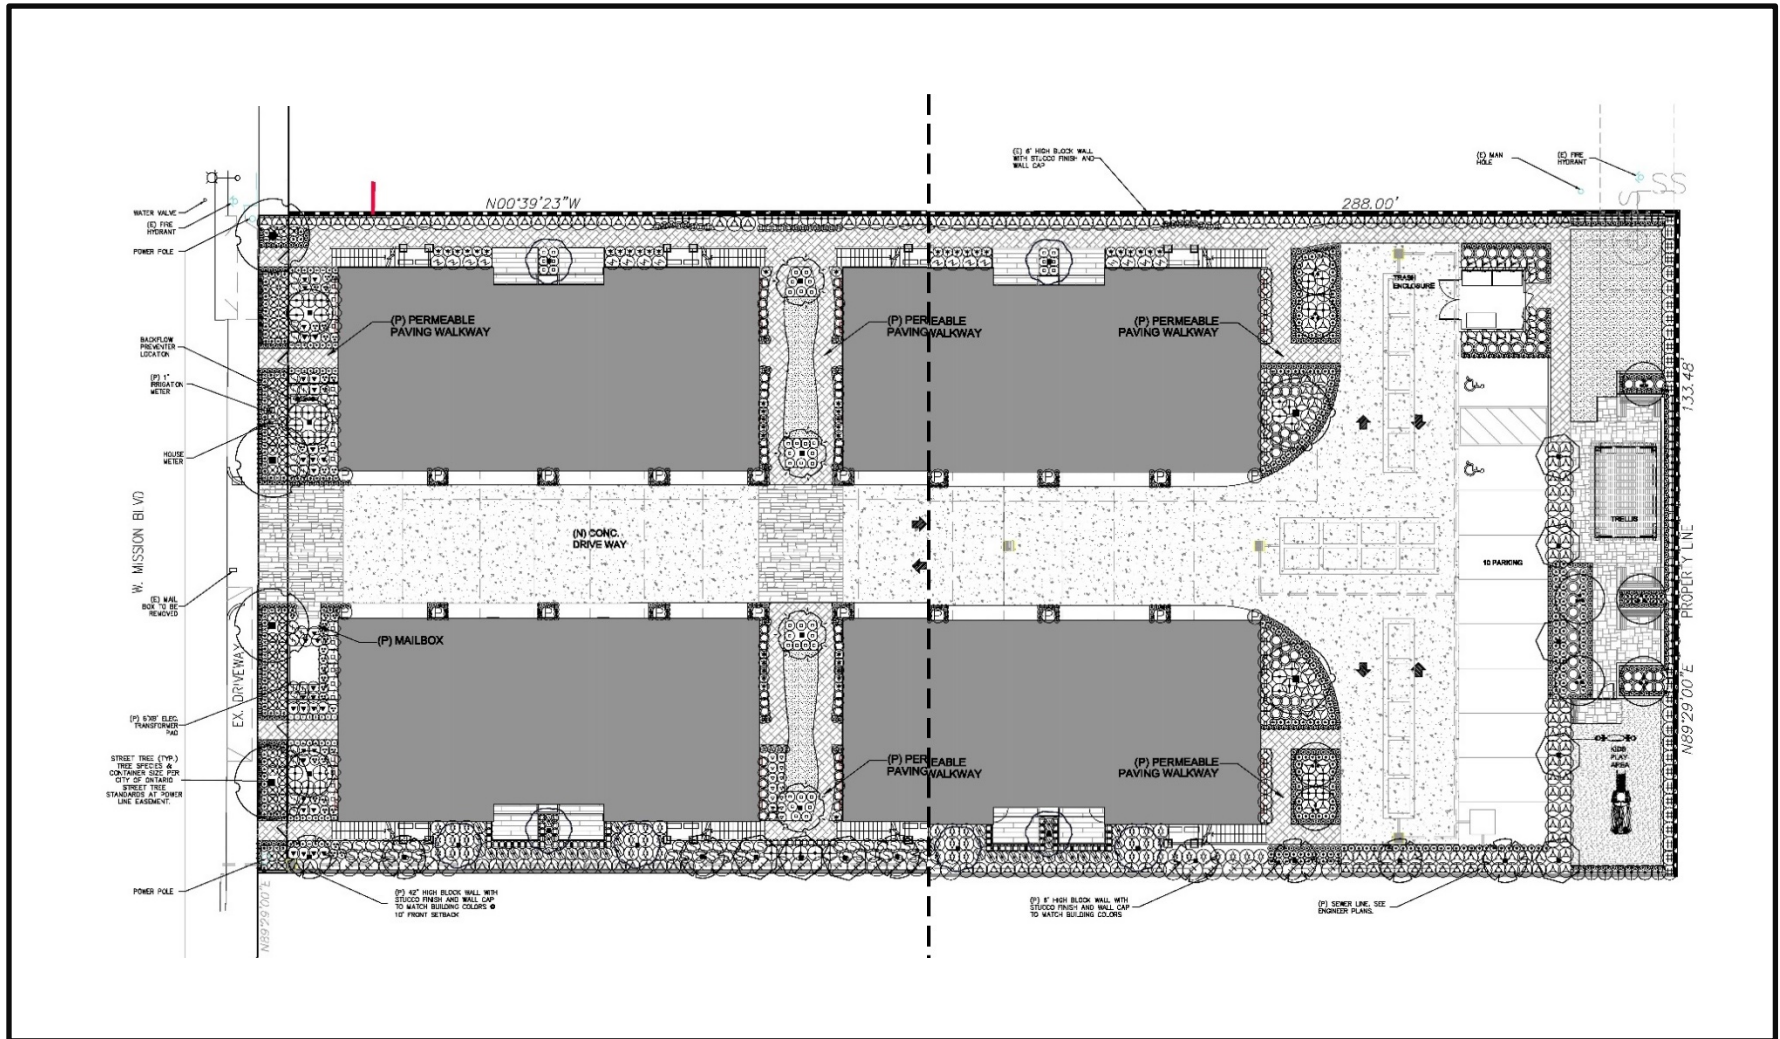 (E) 6' HIGH BLOCK WALL
WITH STUCCO FINISH AND
WALL CAP
(E) MAN
HOLE
(E) FIRE
HYDRANT
SS
N00°39'23"W
288.00'
WATER VALVE
(E) FIRE
HYDRANT
POWER POLE
TRASH
ENCLOSURE
(P) PERMEABLE
PAVING WALKWAY
(P) PERMEABLE
PAVING WALKWAY
(P) PERMEABLE
PAVING WALKWAY
BACKFLOW
PREVENTER
LOCATION
(P) 1"
IRRIGATION
METER
HOUSE
METER
133.48'
W. MISSION BLVD
(N) CONC.
DRIVE WAY
TRELLIS
10 PARKING
PROPERTY LINE
(E) MAIL
BOX TO BE
REMOVED
(P) MAILBOX
EX. DRIVEWAY
N89°29'00"E
(P) 6'X8' ELEC.
TRANSFORMER
PAD
KIDS
PLAY
AREA
STREET TREE (TYP.)
TREE SPECIES &
CONTAINER SIZE PER
CITY OF ONTARIO
STREET TREE
STANDARDS AT POWER
LINE EASEMENT.
(P) PERMEABLE
PAVING WALKWAY
(P) PERMEABLE
PAVING WALKWAY
POWER POLE
N89°29'00"E
(P) 42" HIGH BLOCK WALL WITH
STUCCO FINISH AND WALL CAP
TO MATCH BUILDING COLORS @
10' FRONT SETBACK
(P) 6' HIGH BLOCK WALL WITH
STUCCO FINISH AND WALL CAP
TO MATCH BUILDING COLORS
(P) SEWER LINE, SEE
ENGINEER PLANS.